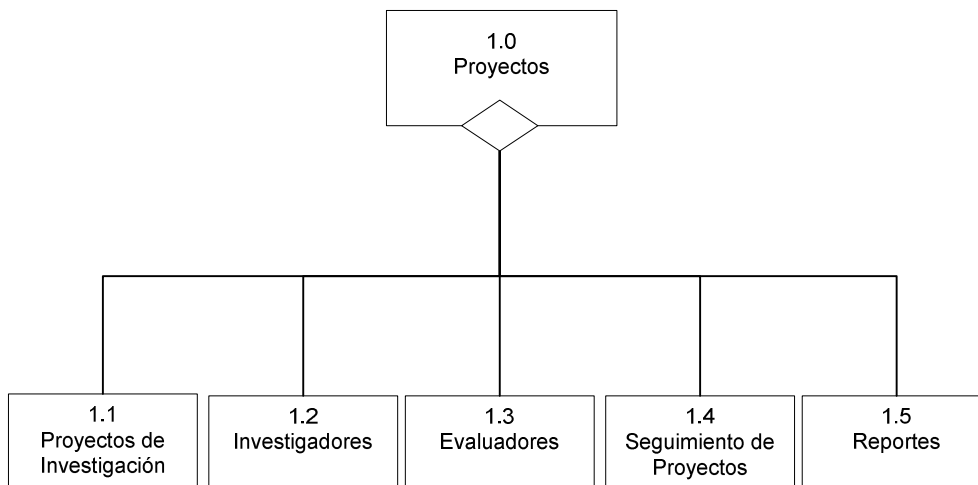 1.0
Proyectos
1.1
Proyectos de
Investigación
1.2
Investigadores
1.3
Evaluadores
1.4
Seguimiento de
Proyectos
1.5
Reportes